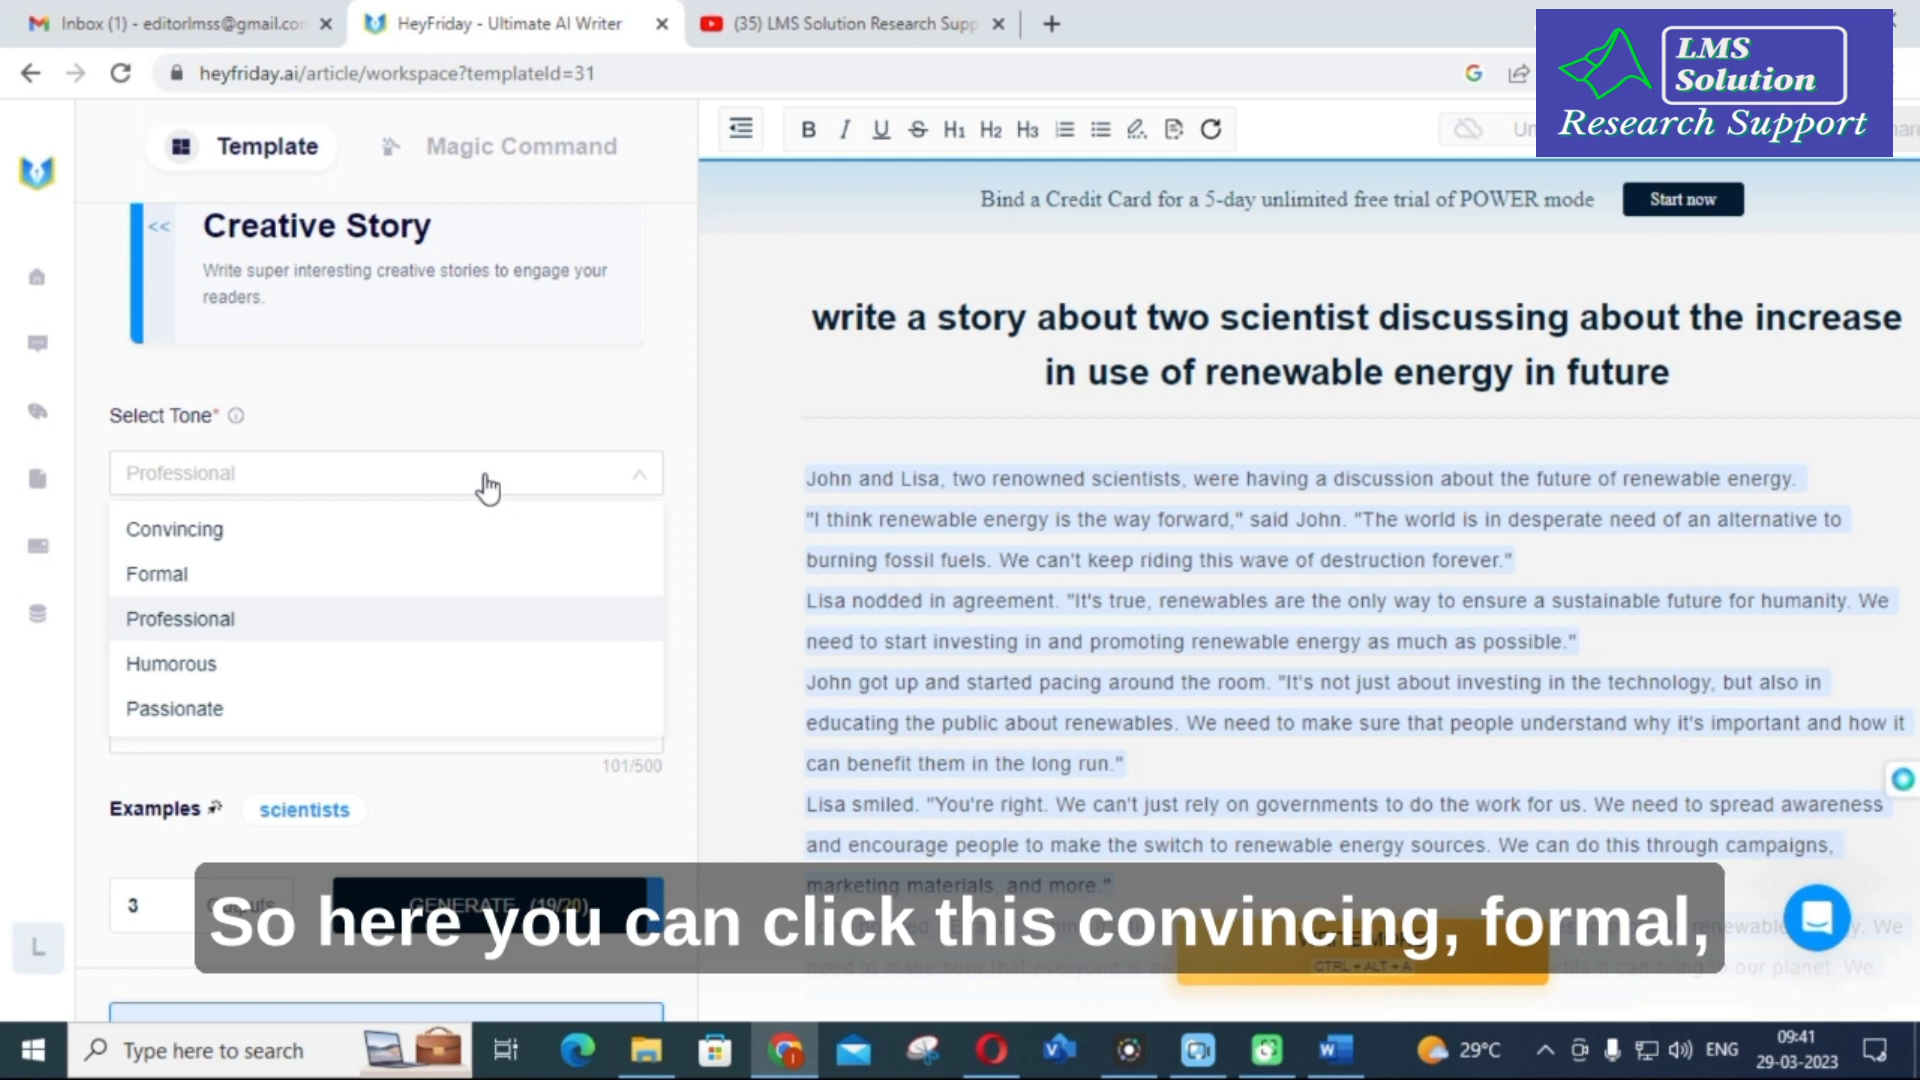 Inbox (1) - editorlmss@gmail.com
HeyFriday - Ultimate AI Writer
(35) LMS Solution Research Supp
heyfriday.ai/article/workspace?templateId=31
LMS
Solution
Research Support
Template
Magic Command
B I U S H1 H2 H3
Un
Bind a Credit Card for a 5-day unlimited free trial of POWER mode
Start now
<<
Creative Story
Write super interesting creative stories to engage your
readers.
write a story about two scientist discussing about the increase
in use of renewable energy in future
Select Tone*
Professional
Convincing
Formal
Professional
Humorous
Passionate
101/500
Examples
scientists
3
GENERATE (19/20)
John and Lisa, two renowned scientists, were having a discussion about the future of renewable energy.
"I think renewable energy is the way forward," said John. "The world is in desperate need of an alternative to
burning fossil fuels. We can't keep riding this wave of destruction forever."
Lisa nodded in agreement. "It's true, renewables are the only way to ensure a sustainable future for humanity. We
need to start investing in and promoting renewable energy as much as possible."
John got up and started pacing around the room. "It's not just about investing in the technology, but also in
educating the public about renewables. We need to make sure that people understand why it's important and how it
can benefit them in the long run."
Lisa smiled. "You're right. We can't just rely on governments to do the work for us. We need to spread awareness
and encourage people to make the switch to renewable energy sources. We can do this through campaigns,
marketing materials, and more."
CTRL + ALT + A
So here you can click this convincing, formal,
L
Type here to search
29°C
ENG
09:41
29-03-2023